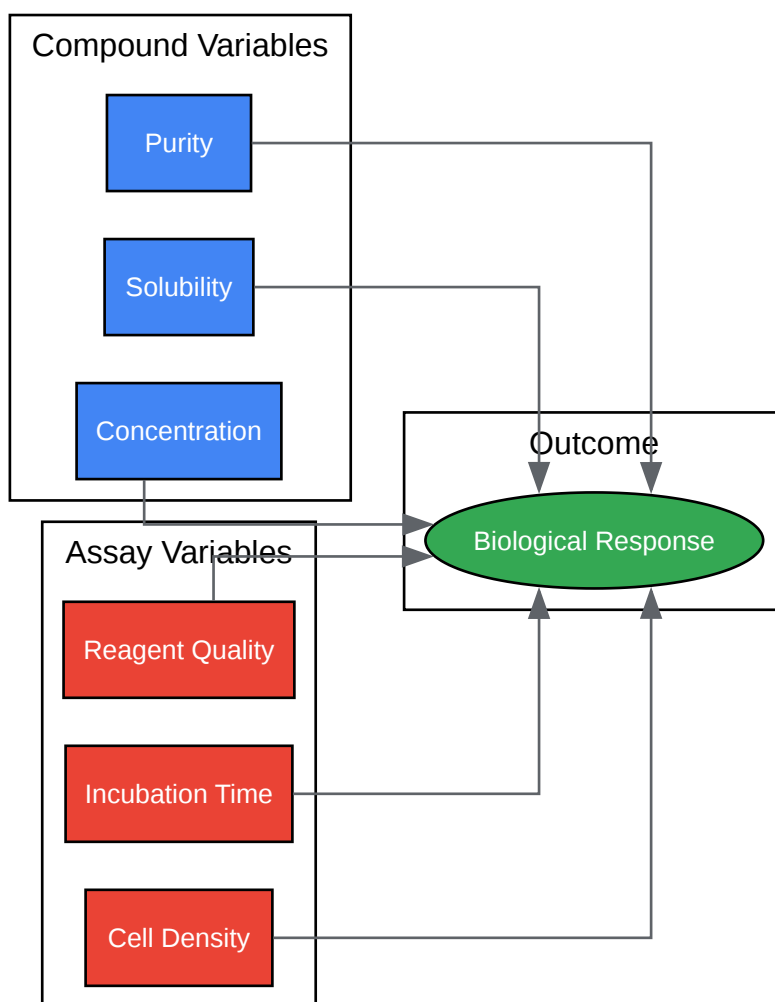 Compound Variables
Purity
Solubility
Concentration
Outcome
Biological Response
Assay Variables
Reagent Quality
Incubation Time
Cell Density